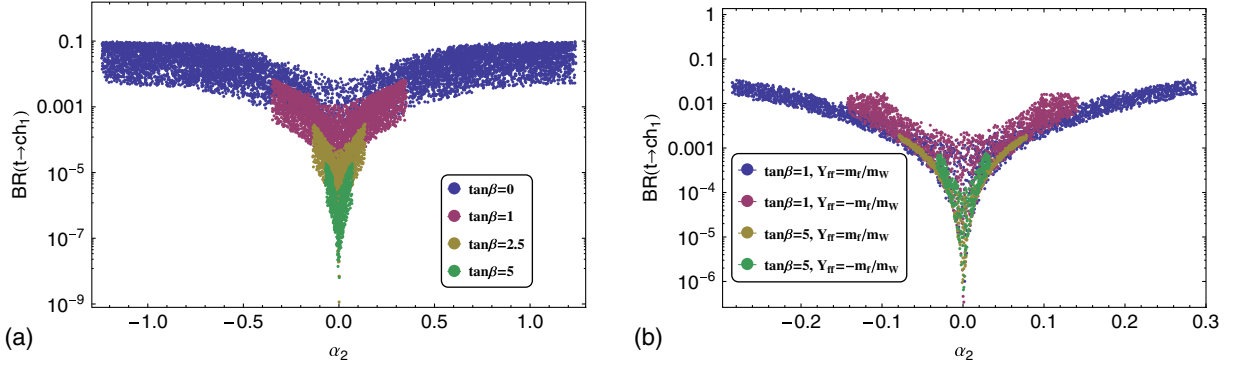 0.1
0.001
10⁻⁵
10⁻⁷
10⁻⁹
BR(t→ch₁)
−1.0
−0.5
0.0
0.5
1.0
α₂
tanβ=0
tanβ=1
tanβ=2.5
tanβ=5
(a)
1
0.1
0.01
0.001
10⁻⁴
10⁻⁵
10⁻⁶
BR(t→ch₁)
−0.2
−0.1
0.0
0.1
0.2
0.3
α₂
tanβ=1, Y_ff=m_f/m_W
tanβ=1, Y_ff=−m_f/m_W
tanβ=5, Y_ff=m_f/m_W
tanβ=5, Y_ff=−m_f/m_W
(b)